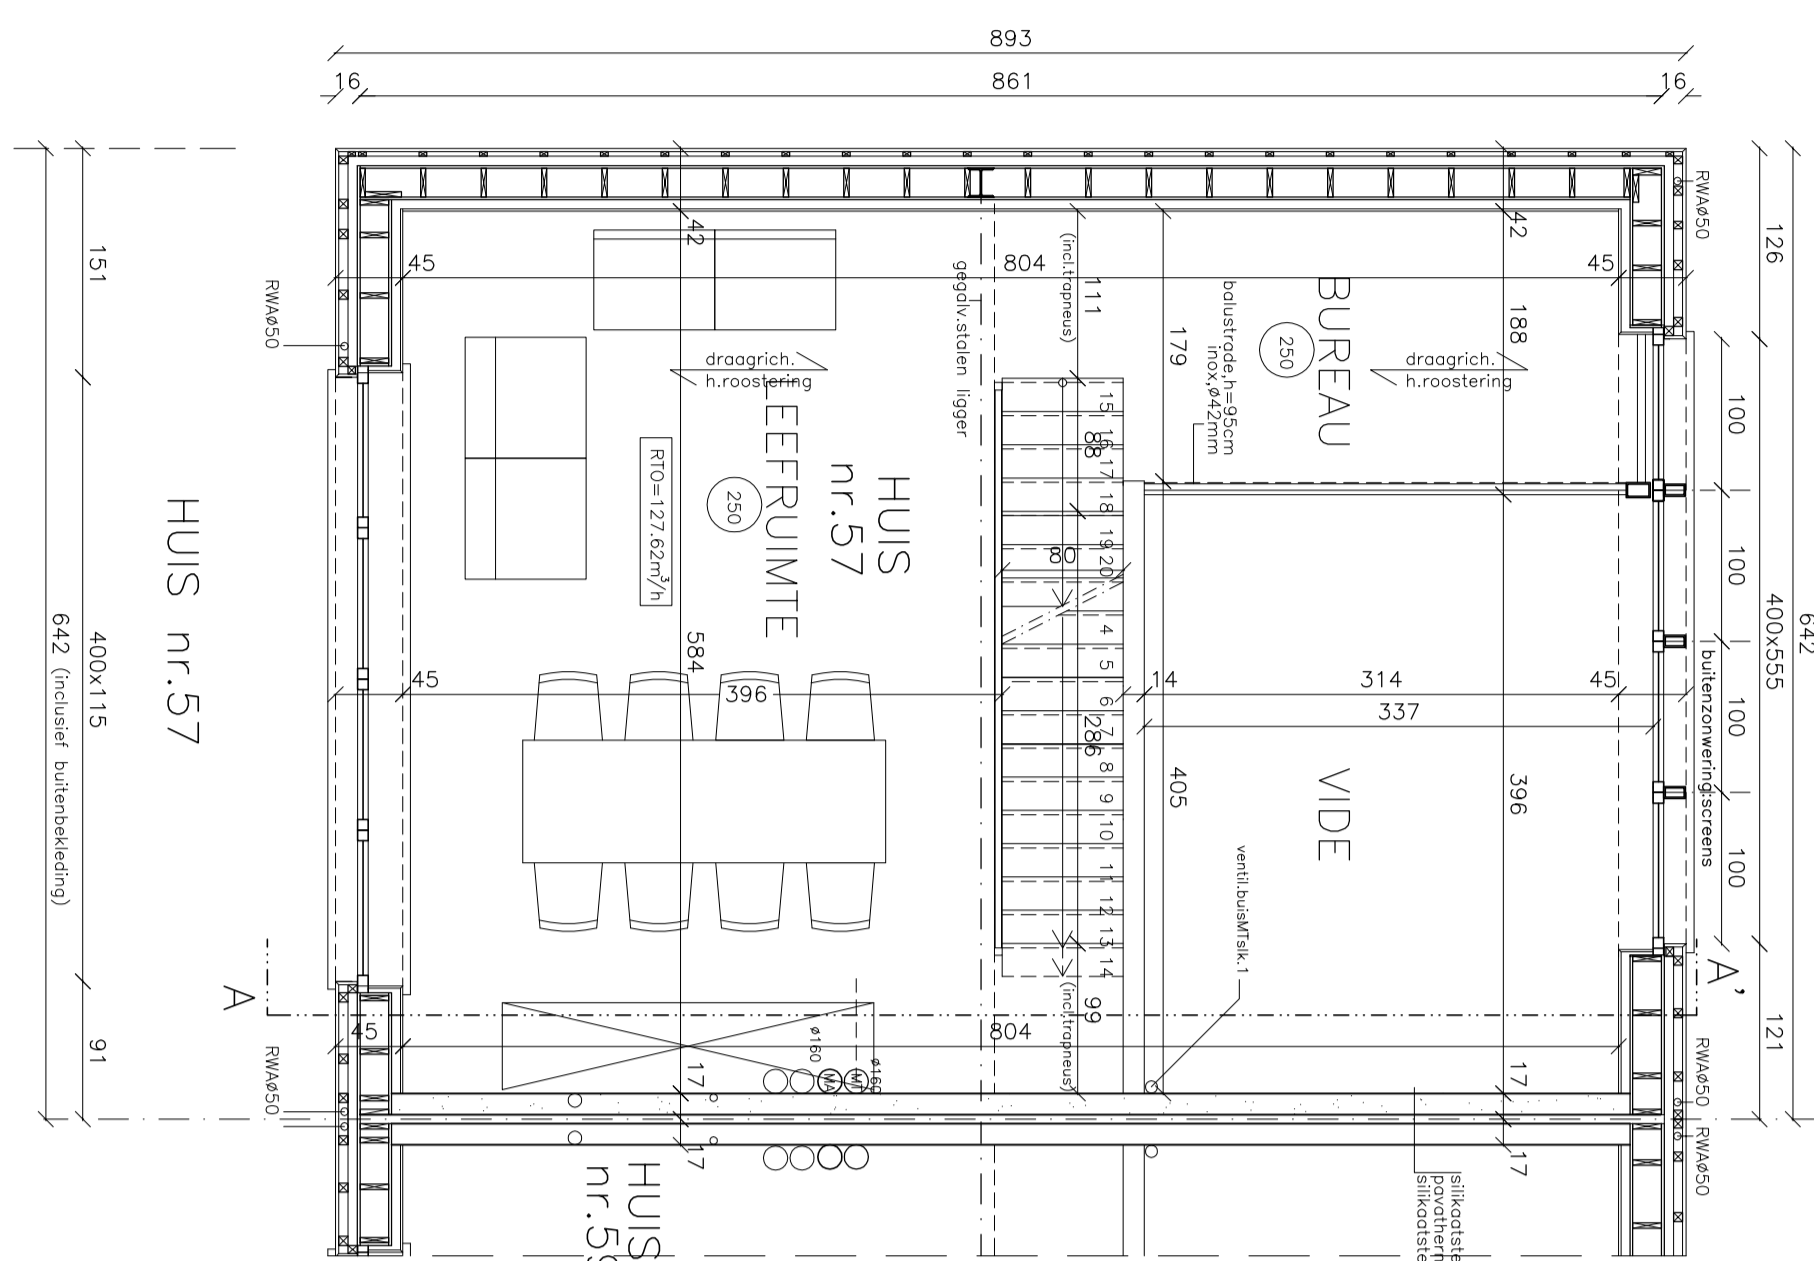 893
16
861
16
RWAø50
126
642
151
RWAø50
45
42
804
45
42
gegalv.stalen ligger
(incl.trapneus)
111
179
balustrade,h=95cm
inox,ø42mm
BUREAU
250
188
draagrich.
h.roostering
draagrich.
h.roostering
100
100
400x555
100
100
buitenzonwering:screens
LEEFRUIMTE
250
RTO=127.62m³/h
HUIS
nr.57
HUIS nr.57
642 (inclusief buitenbekleding)
400x115
15
16
88
17
18
19
20
80
4
5
6
7
286
8
9
10
11
12
13
14
584
45
396
14
314
45
337
405
VIDE
396
ventil.buisMTslk.1
A
A'
99
(incl.trapneus)
45
804
121
91
RWAø50
ø160
ø160
MA
MT
17
17
17
17
RWAø50
RWAø50
HUIS
silikaatste
pavatherm
silikaatste